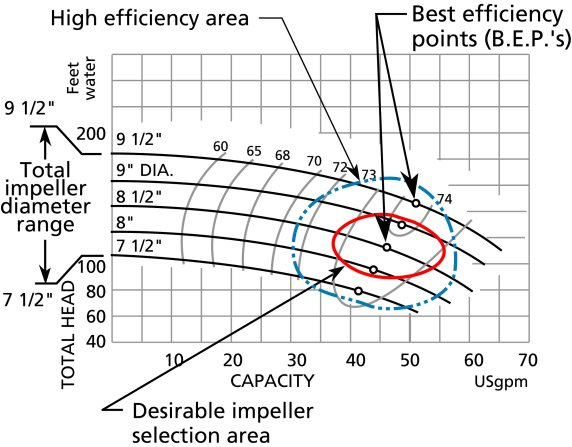 High efficiency area
Best efficiency
points (B.E.P.'s)
Feet
water
9 1/2"
200
9 1/2"
60
65
68
70
72
73
74
9" DIA.
Total
impeller
diameter
range
8 1/2"
8"
7 1/2"
100
7 1/2"
80
60
40
TOTAL HEAD
10
20
30
40
50
60
70
CAPACITY
USgpm
Desirable impeller
selection area